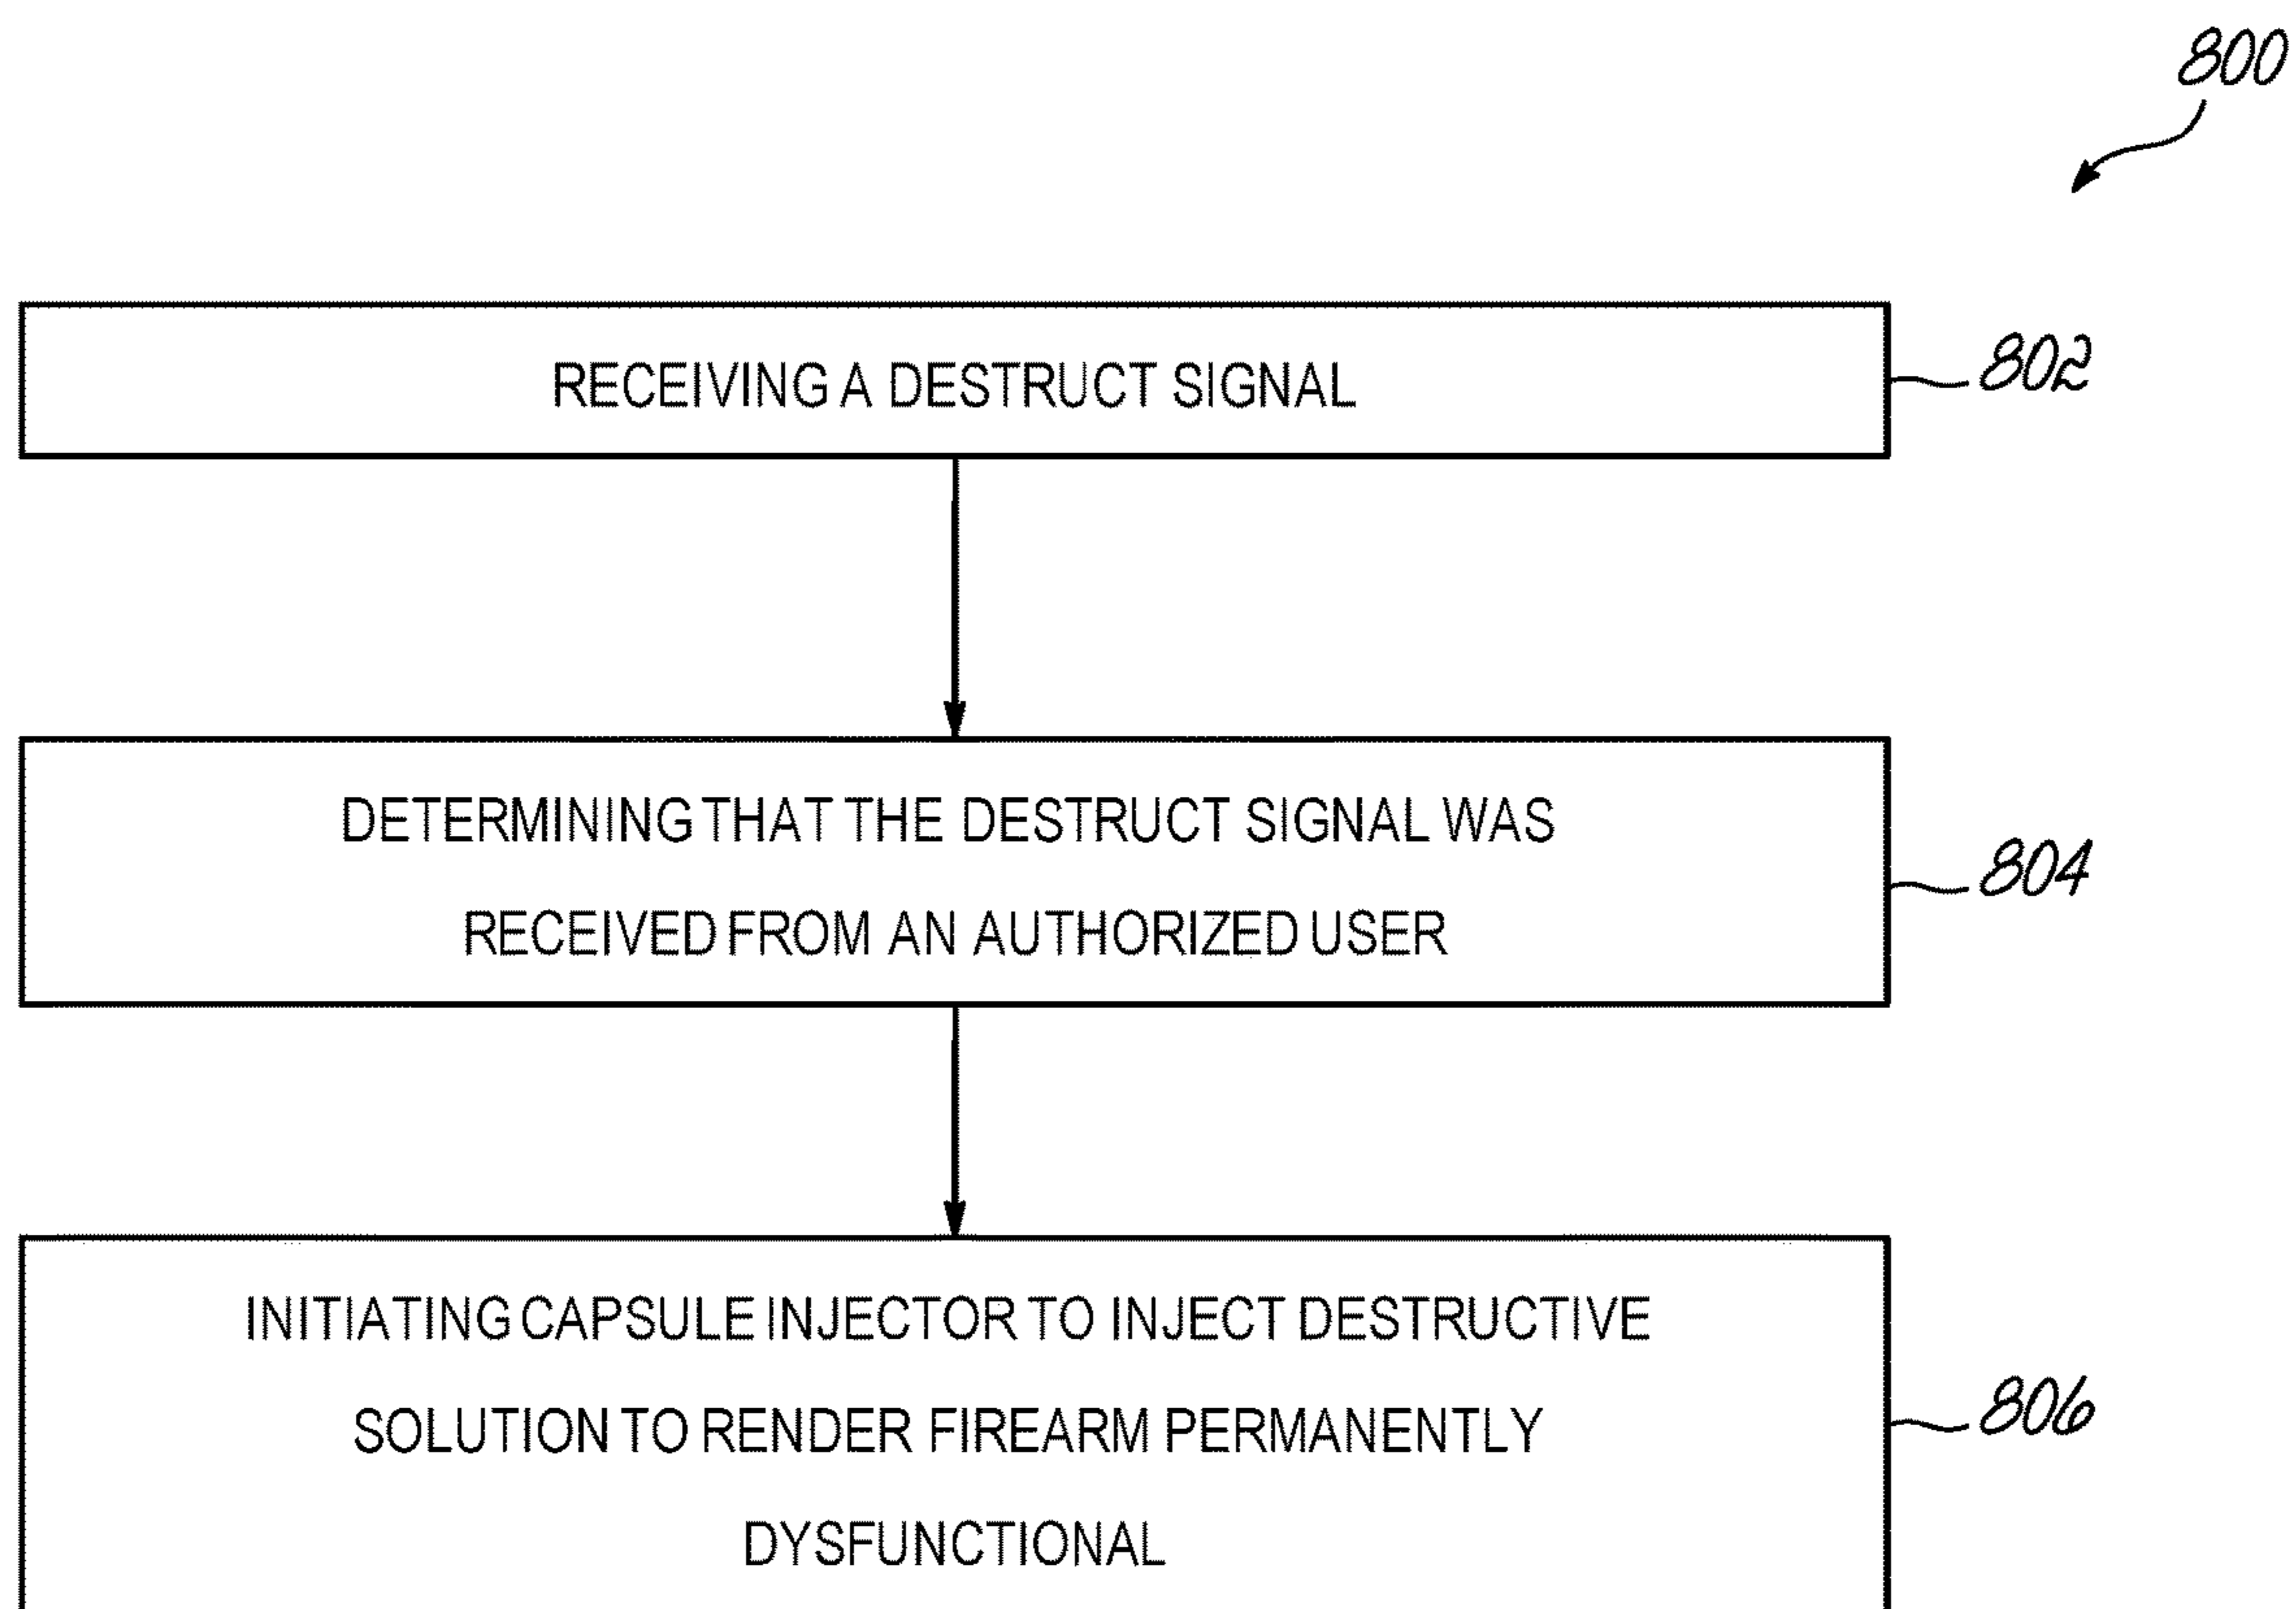 800
RECEIVING A DESTRUCT SIGNAL
802
DETERMINING THAT THE DESTRUCT SIGNAL WAS
RECEIVED FROM AN AUTHORIZED USER
804
INITIATING CAPSULE INJECTOR TO INJECT DESTRUCTIVE
SOLUTION TO RENDER FIREARM PERMANENTLY
DYSFUNCTIONAL
806